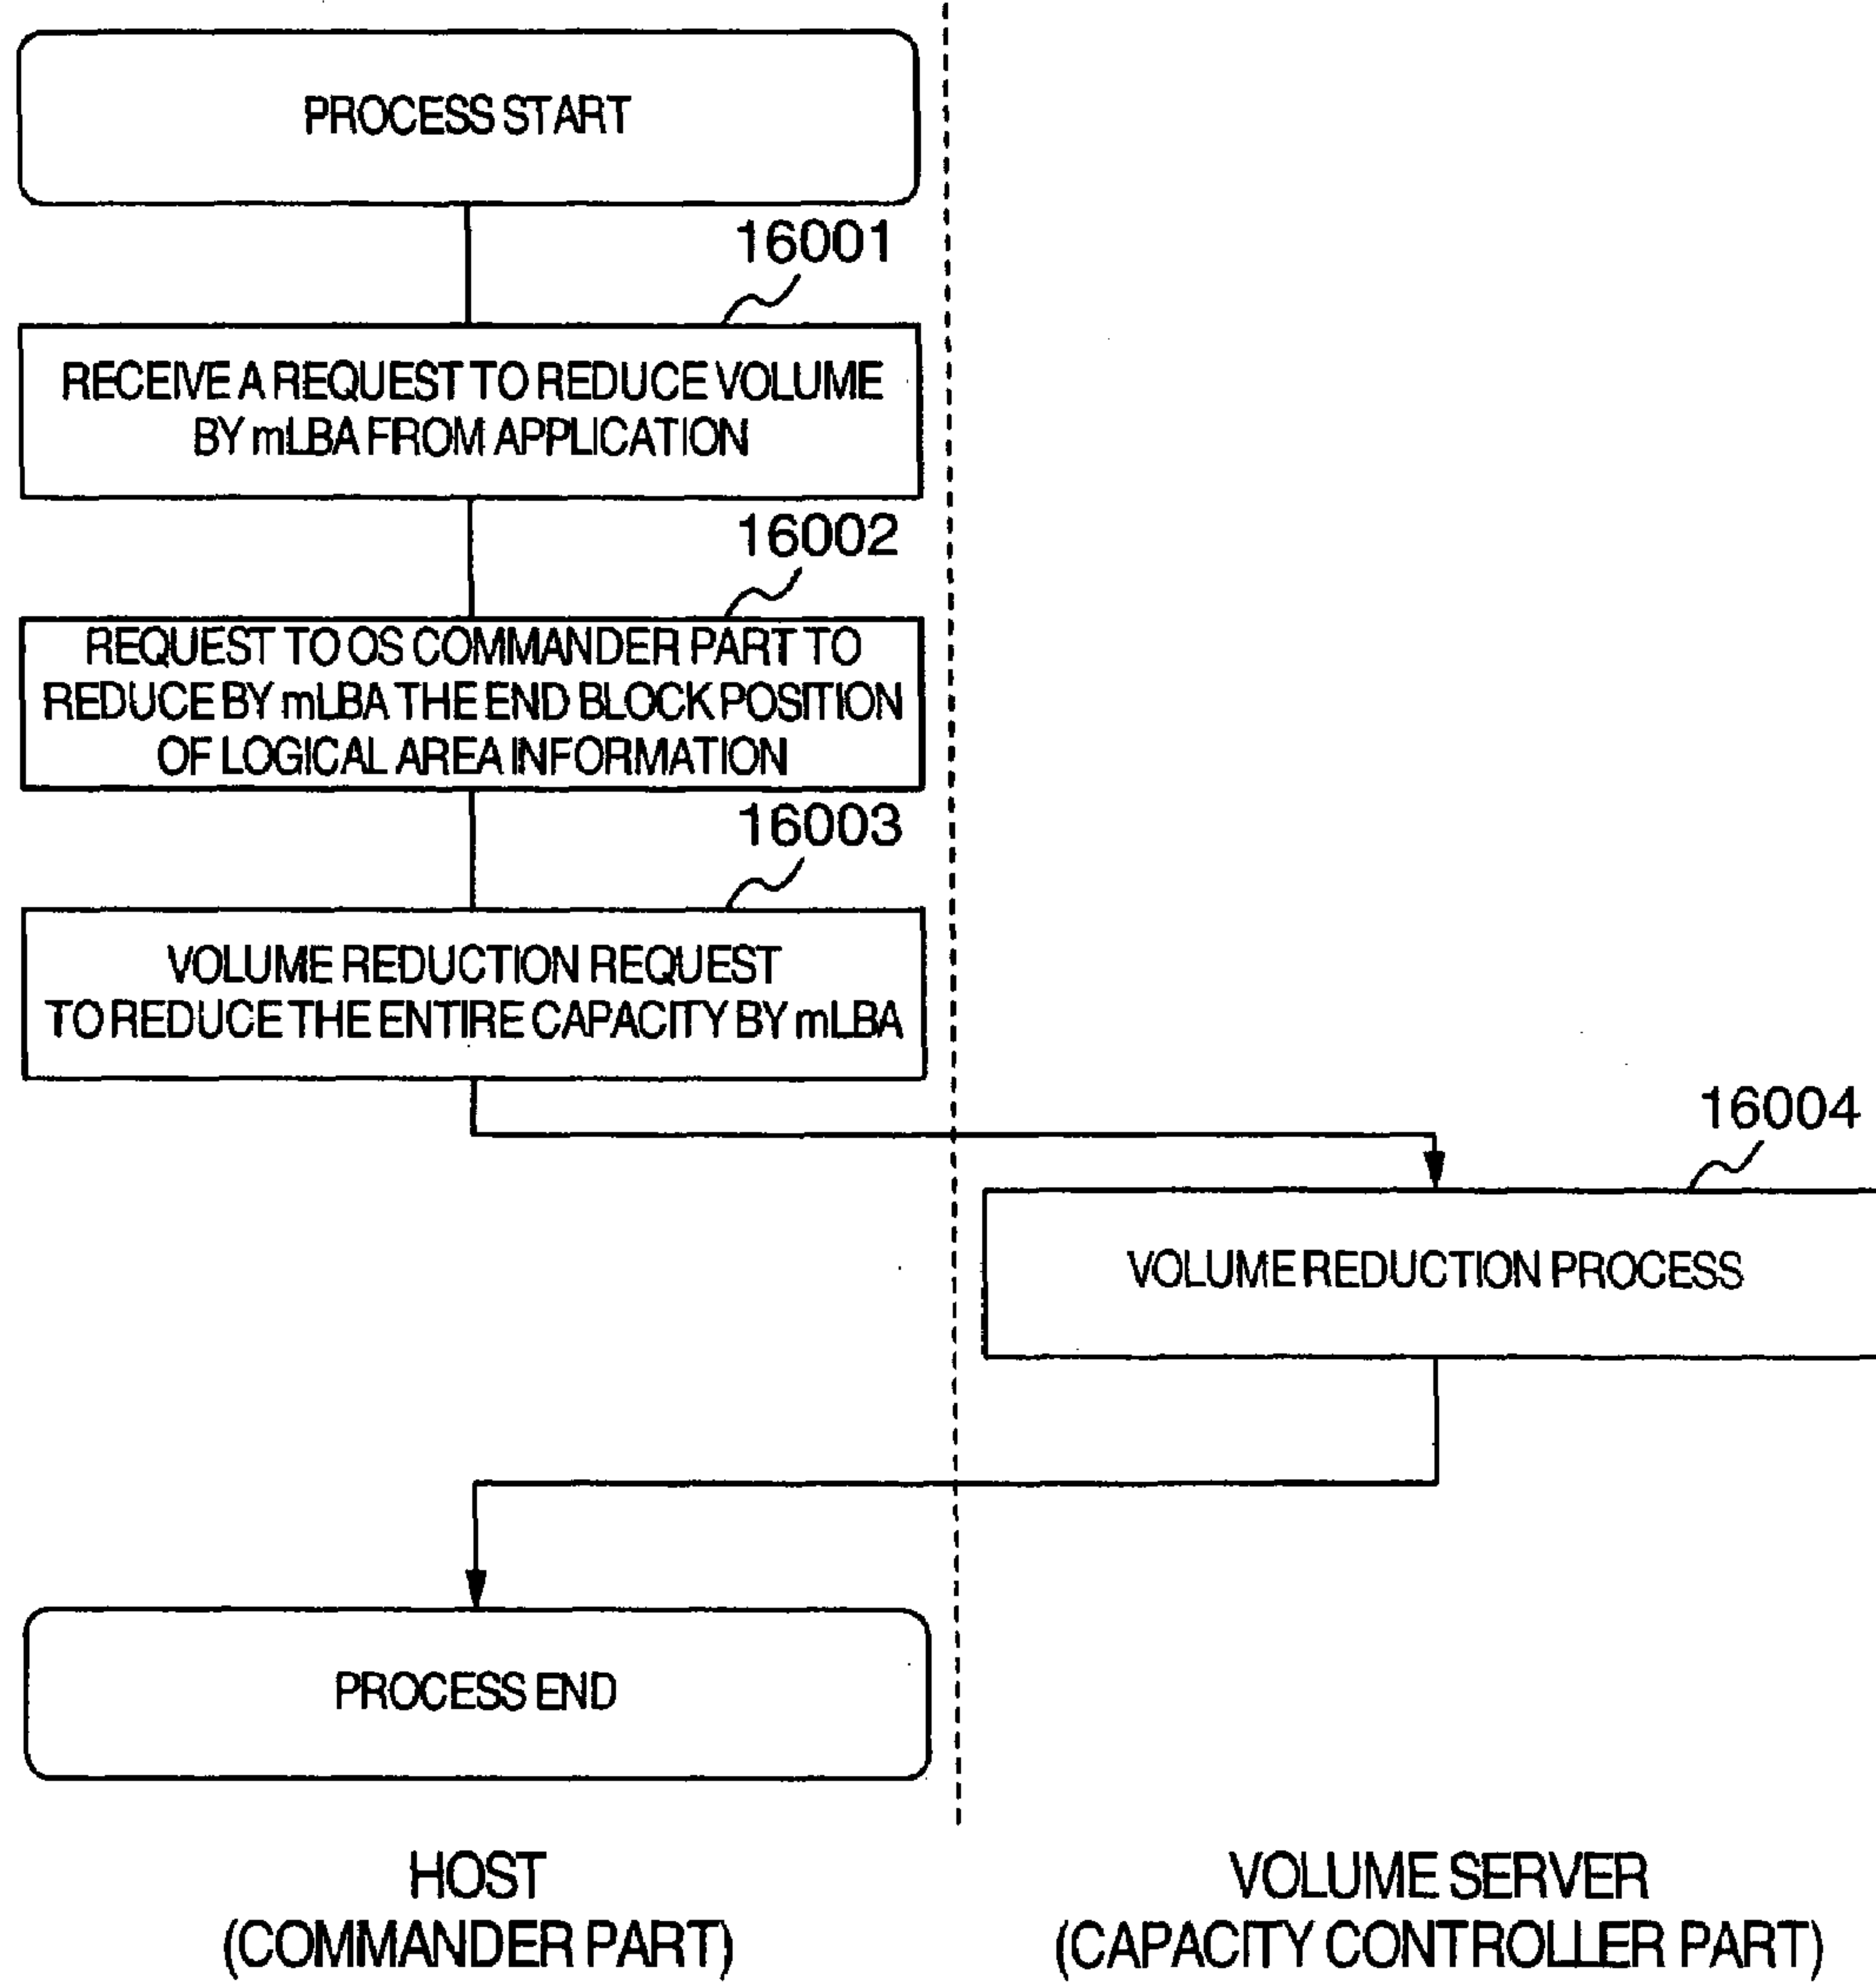 PROCESS START
16001
RECEIVE A REQUEST TO REDUCE VOLUME
BY mLBA FROM APPLICATION
16002
REQUEST TO OS COMMANDER PART TO
REDUCE BY mLBA THE END BLOCK POSITION
OF LOGICAL AREA INFORMATION
16003
VOLUME REDUCTION REQUEST
TO REDUCE THE ENTIRE CAPACITY BY mLBA
16004
VOLUME REDUCTION PROCESS
PROCESS END
HOST
(COMMANDER PART)
VOLUME SERVER
(CAPACITY CONTROLLER PART)